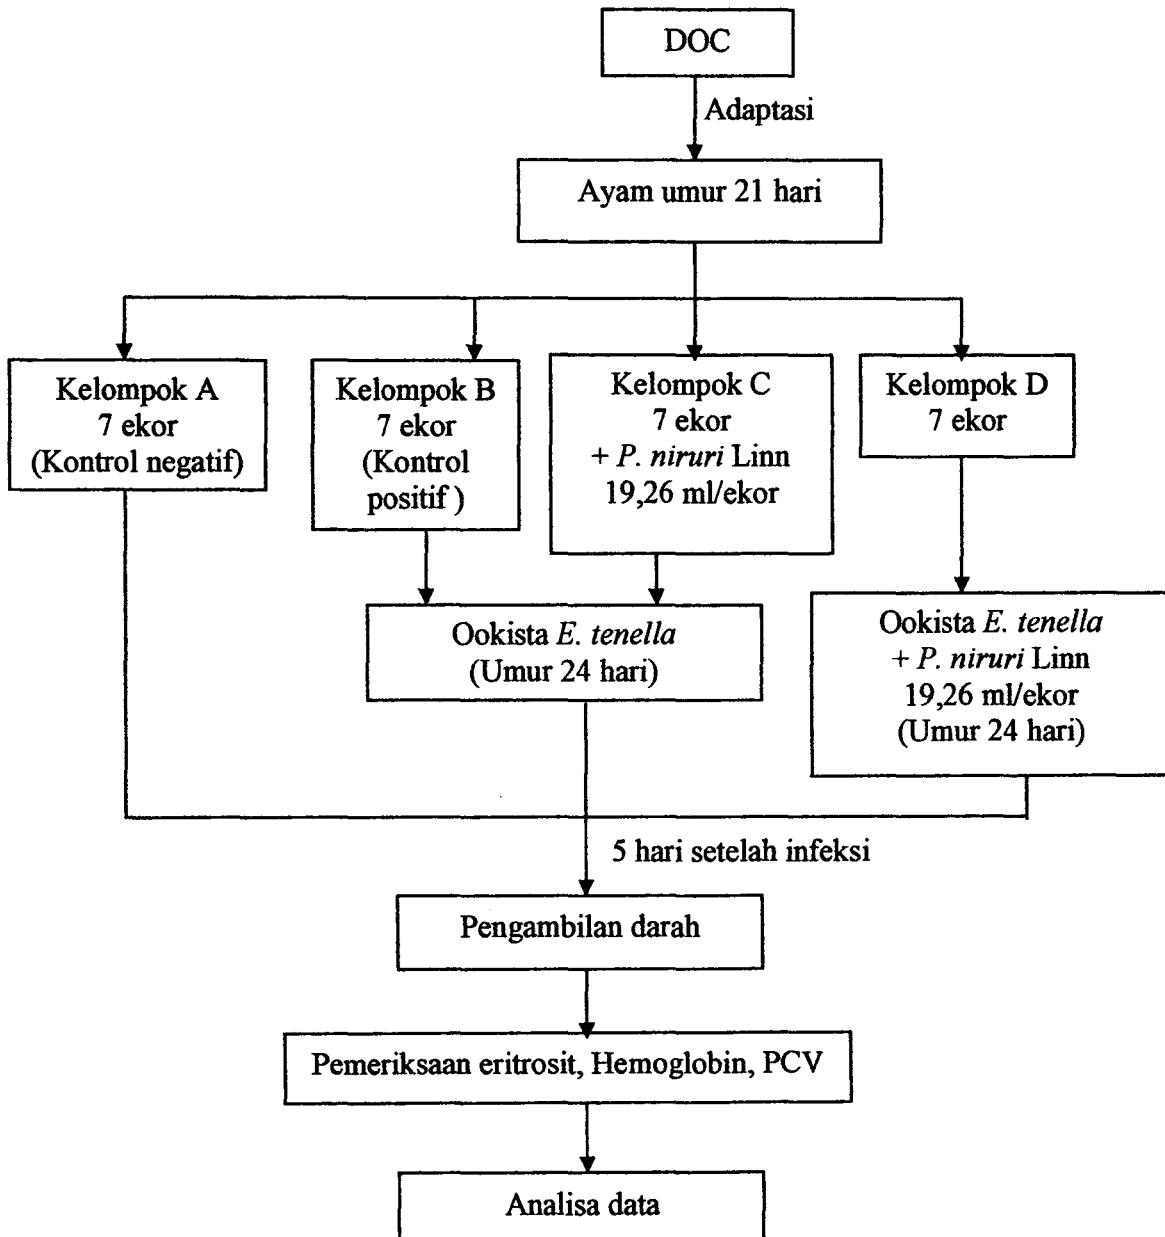 DOC
Adaptasi
Ayam umur 21 hari
Kelompok A
7 ekor
(Kontrol negatif)
Kelompok B
7 ekor
(Kontrol
positif )
Kelompok C
7 ekor
+ P. niruri Linn
19,26 ml/ekor
Kelompok D
7 ekor
Ookista E. tenella
(Umur 24 hari)
Ookista E. tenella
+ P. niruri Linn
19,26 ml/ekor
(Umur 24 hari)
5 hari setelah infeksi
Pengambilan darah
Pemeriksaan eritrosit, Hemoglobin, PCV
Analisa data